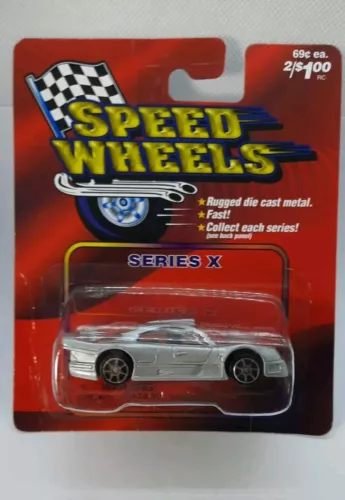 69¢ ea.
2/$1.00
RC
SPEED
WHEELS
Rugged die cast metal.
Fast!
Collect each series!
(see back panel)
SERIES X